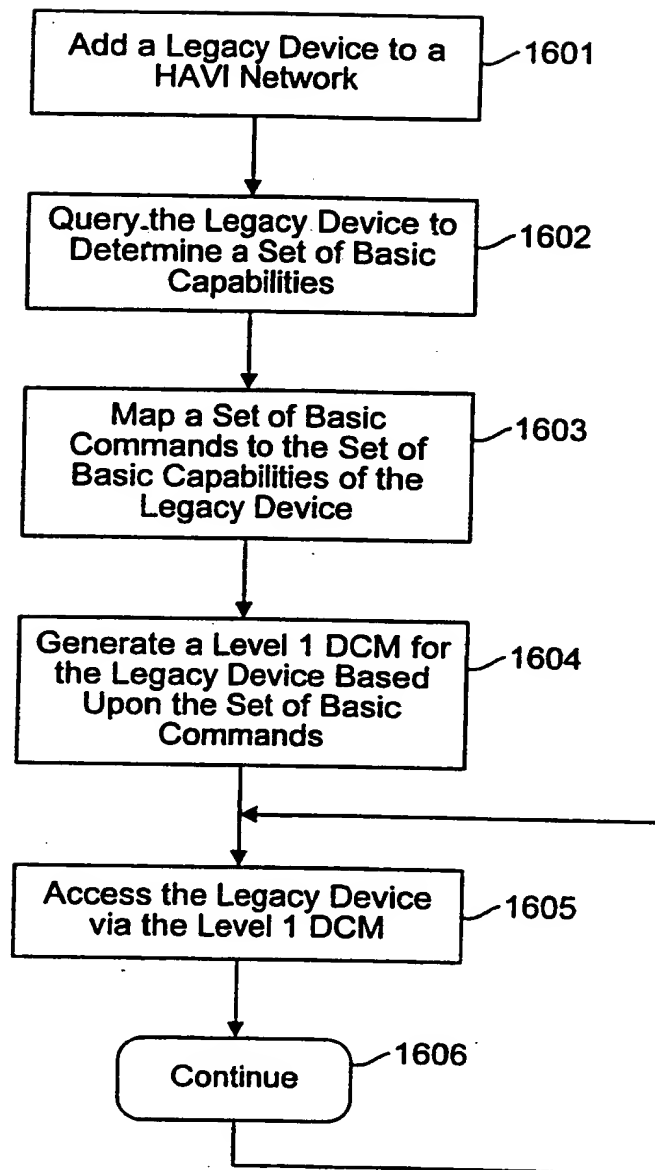 Add a Legacy Device to a
HAVI Network
1601
Query the Legacy Device to
Determine a Set of Basic
Capabilities
1602
Map a Set of Basic
Commands to the Set of
Basic Capabilities of the
Legacy Device
1603
Generate a Level 1 DCM for
the Legacy Device Based
Upon the Set of Basic
Commands
1604
Access the Legacy Device
via the Level 1 DCM
1605
Continue
1606